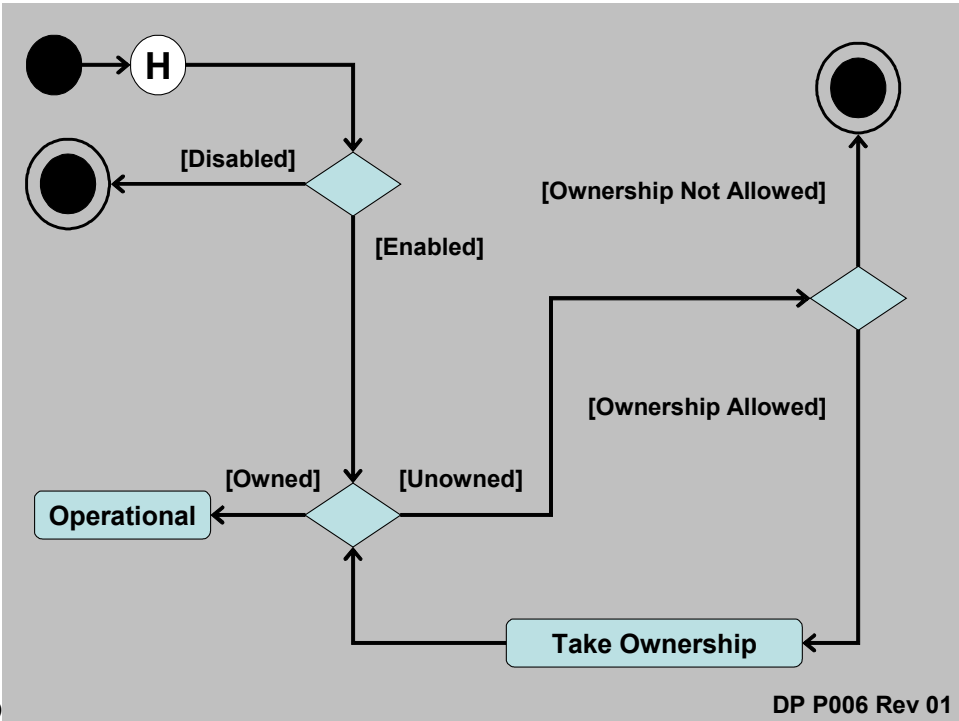 H
[Disabled]
[Ownership Not Allowed]
[Enabled]
[Ownership Allowed]
[Owned]
[Unowned]
Operational
Take Ownership
DP P006 Rev 01